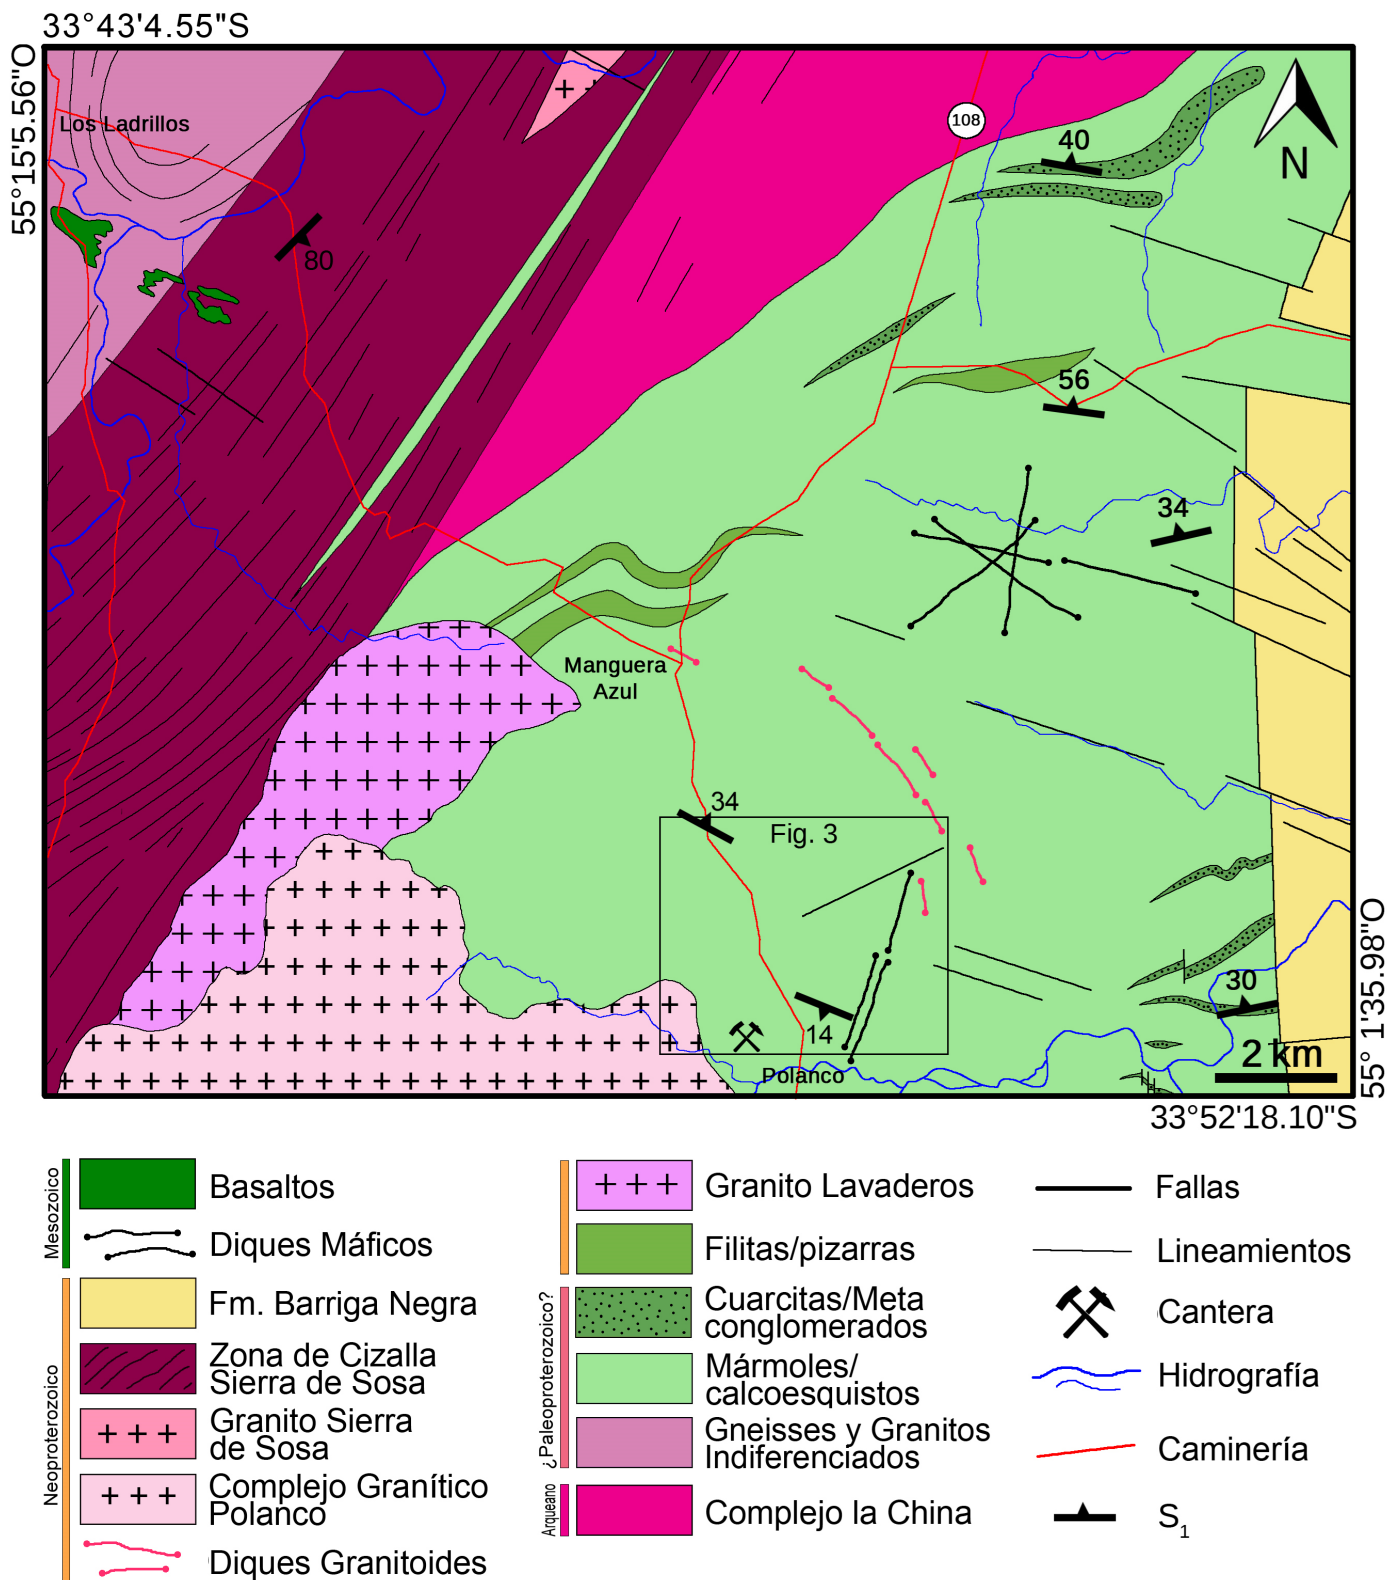 33°43'4.55"S
55°15'5.56"O
Los Ladrillos
108
40
N
80
56
34
Manguera
Azul
34
Fig. 3
30
14
2 km
Polanco
55° 1'35.98"O
33°52'18.10"S
Mesozoico
Basaltos
Diques Máficos
Neoproterozoico
Fm. Barriga Negra
Zona de Cizalla
Sierra de Sosa
Granito Sierra
de Sosa
Complejo Granítico
Polanco
Diques Granitoides
Granito Lavaderos
Filitas/pizarras
¿Paleoproterozoico?
Cuarcitas/Meta
conglomerados
Mármoles/
calcoesquistos
Gneisses y Granitos
Indiferenciados
Arqueano
Complejo la China
Fallas
Lineamientos
Cantera
Hidrografía
Caminería
S1